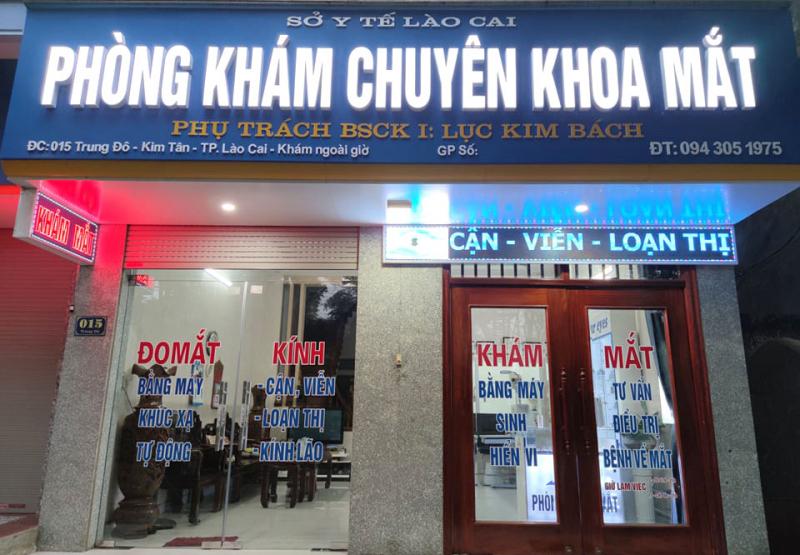 SỞ Y TẾ LÀO CAI
PHÒNG KHÁM CHUYÊN KHOA MẮT
PHỤ TRÁCH BSCK I: LỤC KIM BÁCH
ĐC: 015 Trung Đô - Kim Tân - TP. Lào Cai - Khám ngoài giờ GP Số: ĐT: 094 305 1975
KHÁM MẮT
CẬN - VIỄN - LOẠN THỊ
015
ĐO MẮT
BẰNG MÁY
KHÚC XẠ
TỰ ĐỘNG
KÍNH
- CẬN, VIỄN
- LOẠN THỊ
- KÍNH LÃO
KHÁM
BẰNG MÁY
SINH
HIỂN VI
MẮT
TƯ VẤN
ĐIỀU TRỊ
BỆNH VỀ MẮT
GIỜ LÀM VIỆC